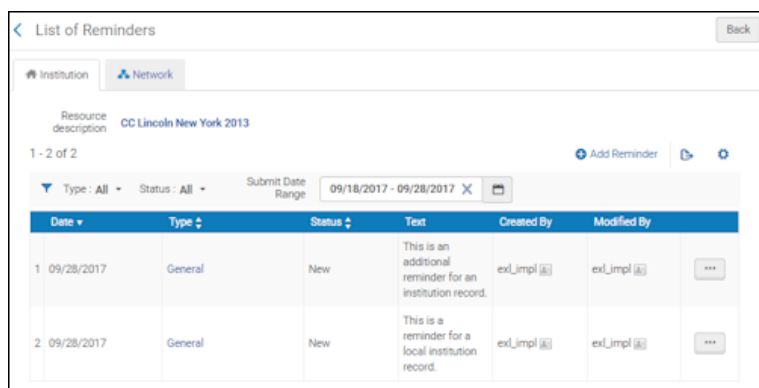 List of Reminders
Back
Institution
Network
Resource
description
CC Lincoln New York 2013
1 - 2 of 2
Add Reminder
Type : All
Status : All
Submit Date
Range
09/18/2017 - 09/28/2017
Date
Type
Status
Text
Created By
Modified By
1 09/28/2017 General New
This is an
additional
reminder for an
institution record.
exl_impl
exl_impl
2 09/28/2017 General New
This is a
reminder for a
local institution
record.
exl_impl
exl_impl